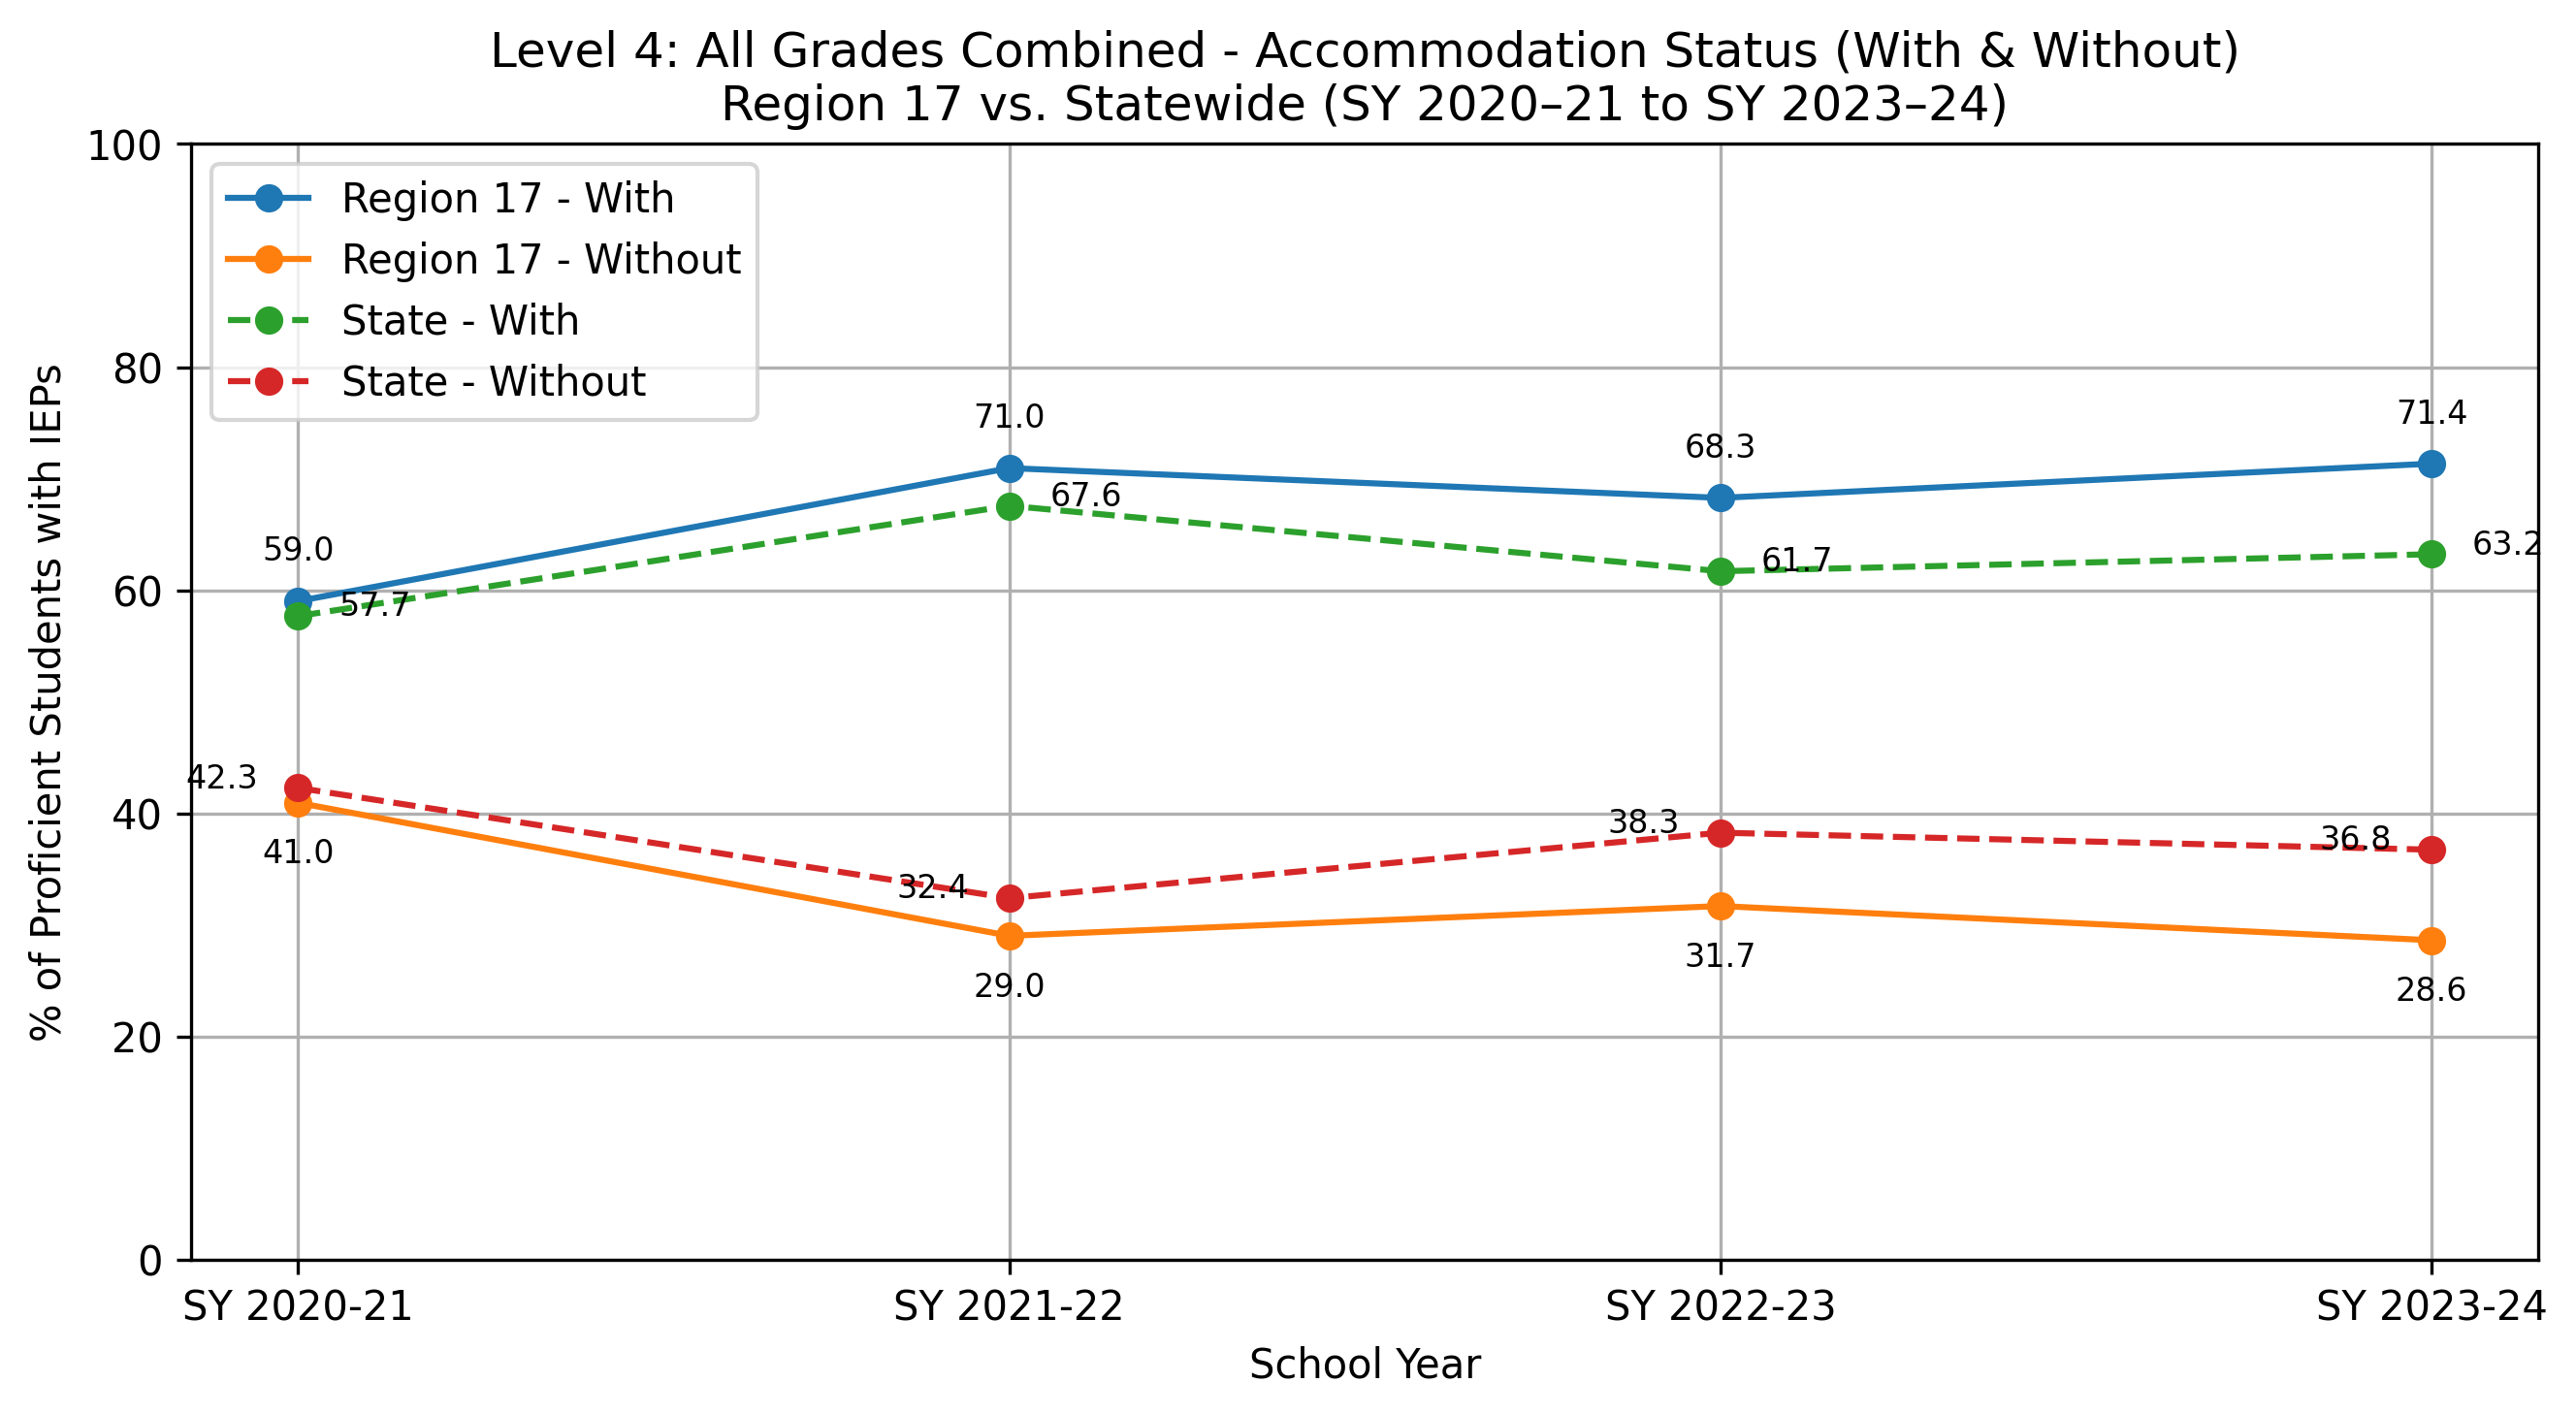 Level 4: All Grades Combined - Accommodation Status (With & Without)
Region 17 vs. Statewide (SY 2020–21 to SY 2023–24)
% of Proficient Students with IEPs
100
80
60
40
20
0
Region 17 - With
Region 17 - Without
State - With
State - Without
59.0
71.0
68.3
71.4
57.7
67.6
61.7
63.2
42.3
32.4
38.3
36.8
41.0
29.0
31.7
28.6
SY 2020-21
SY 2021-22
SY 2022-23
SY 2023-24
School Year